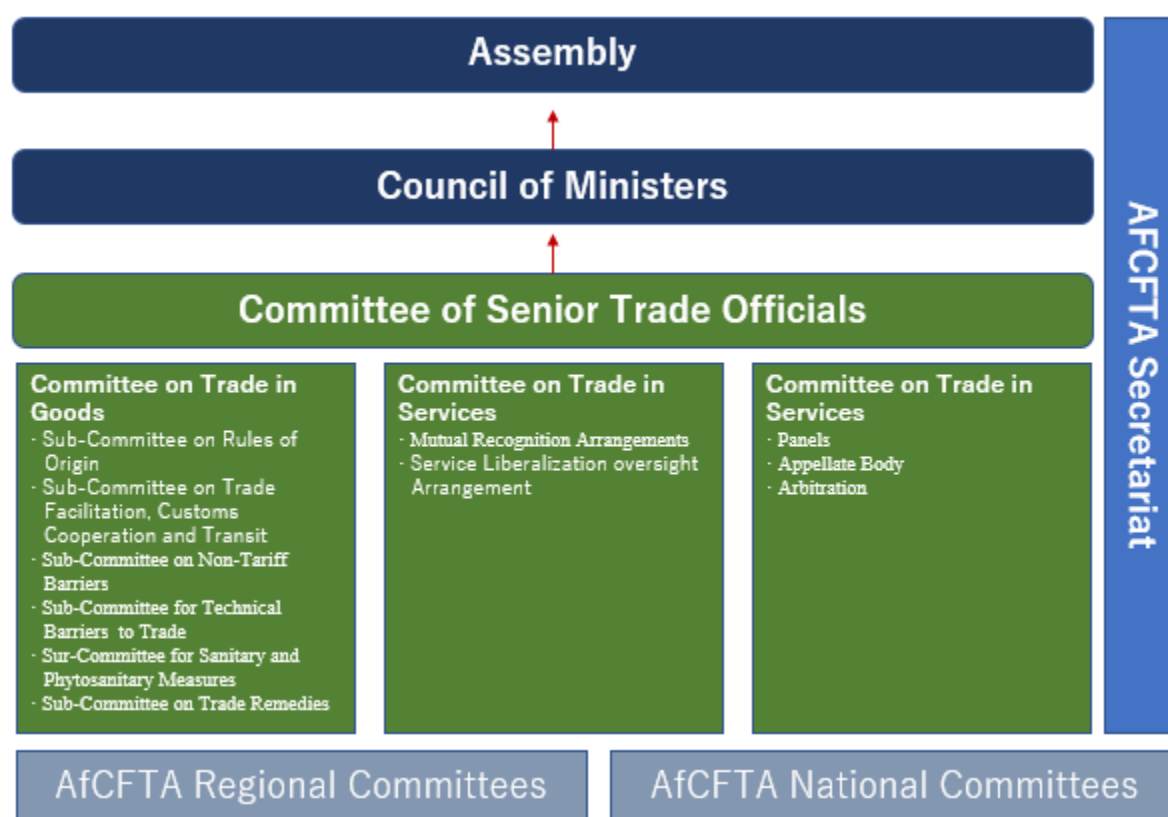 Assembly
Council of Ministers
Committee of Senior Trade Officials
Committee on Trade in
Goods
· Sub-Committee on Rules of
Origin
· Sub-Committee on Trade
Facilitation, Customs
Cooperation and Transit
· Sub-Committee on Non-Tariff
Barriers
· Sub-Committee for Technical
Barriers to Trade
· Sur-Committee for Sanitary and
Phytosanitary Measures
· Sub-Committee on Trade Remedies
Committee on Trade in
Services
· Mutual Recognition Arrangements
· Service Liberalization oversight
Arrangement
Committee on Trade in
Services
· Panels
· Appellate Body
· Arbitration
AFCFTA Secretariat
AfCFTA Regional Committees
AfCFTA National Committees